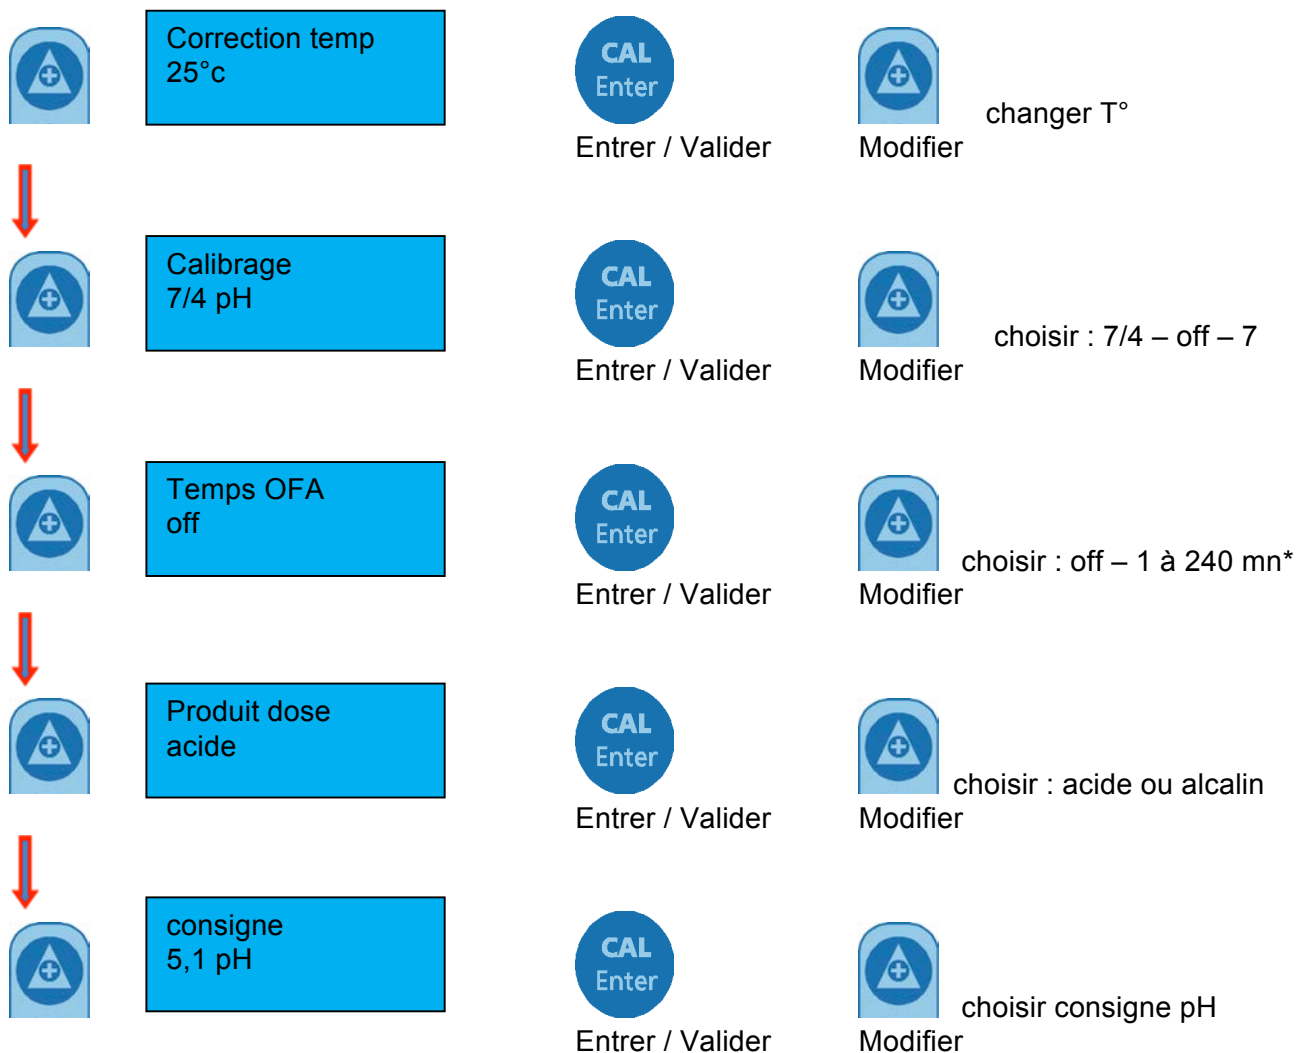 Correction temp
25°c
CAL
Enter
changer T°
Entrer / Valider
Modifier
Calibrage
7/4 pH
CAL
Enter
choisir : 7/4 – off – 7
Entrer / Valider
Modifier
Temps OFA
off
CAL
Enter
choisir : off – 1 à 240 mn*
Entrer / Valider
Modifier
Produit dose
acide
CAL
Enter
choisir : acide ou alcalin
Entrer / Valider
Modifier
consigne
5,1 pH
CAL
Enter
choisir consigne pH
Entrer / Valider
Modifier